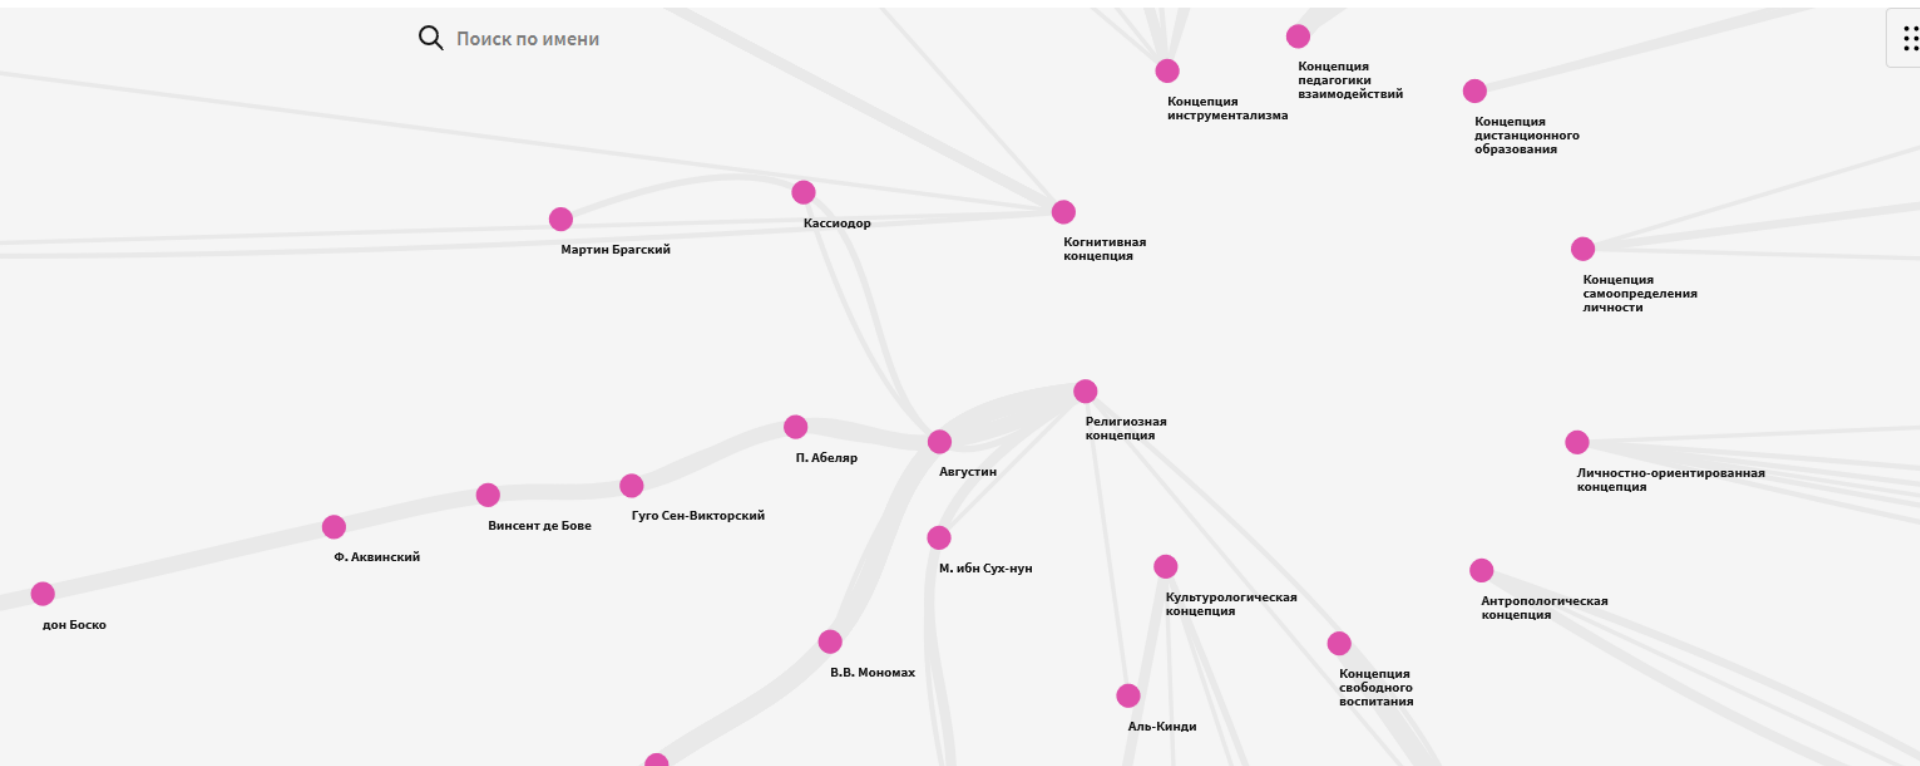 Поиск по имени
Концепция
педагогики
взаимодействий
Концепция
инструментализма
Концепция
дистанционного
образования
Кассиодор
Мартин Брагский
Когнитивная
концепция
Концепция
самоопределения
личности
Религиозная
концепция
П. Абеляр
Августин
Личностно-ориентированная
концепция
Гуго Сен-Викторский
Винсент де Бове
Ф. Аквинский
М. ибн Сух-нун
Культурологическая
концепция
Антропологическая
концепция
дон Боско
В.В. Мономах
Концепция
свободного
воспитания
Аль-Кинди